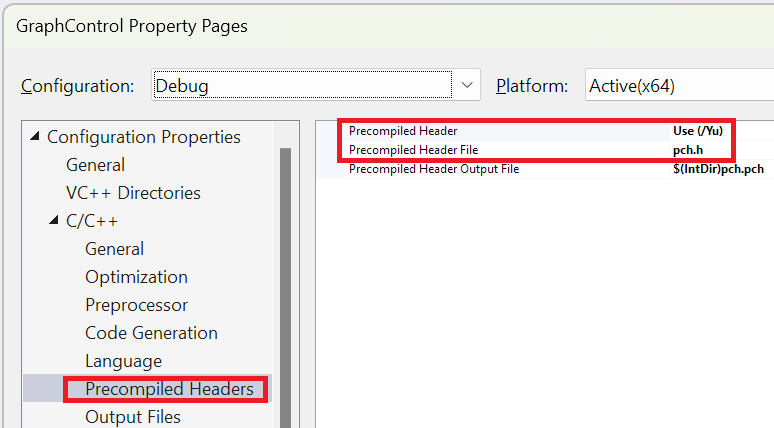 GraphControl Property Pages
Configuration: Debug Platform: Active(x64)
Configuration Properties
General
VC++ Directories
C/C++
General
Optimization
Preprocessor
Code Generation
Language
Precompiled Headers
Output Files
Precompiled Header Use (/Yu)
Precompiled Header File pch.h
Precompiled Header Output File $(IntDir)pch.pch